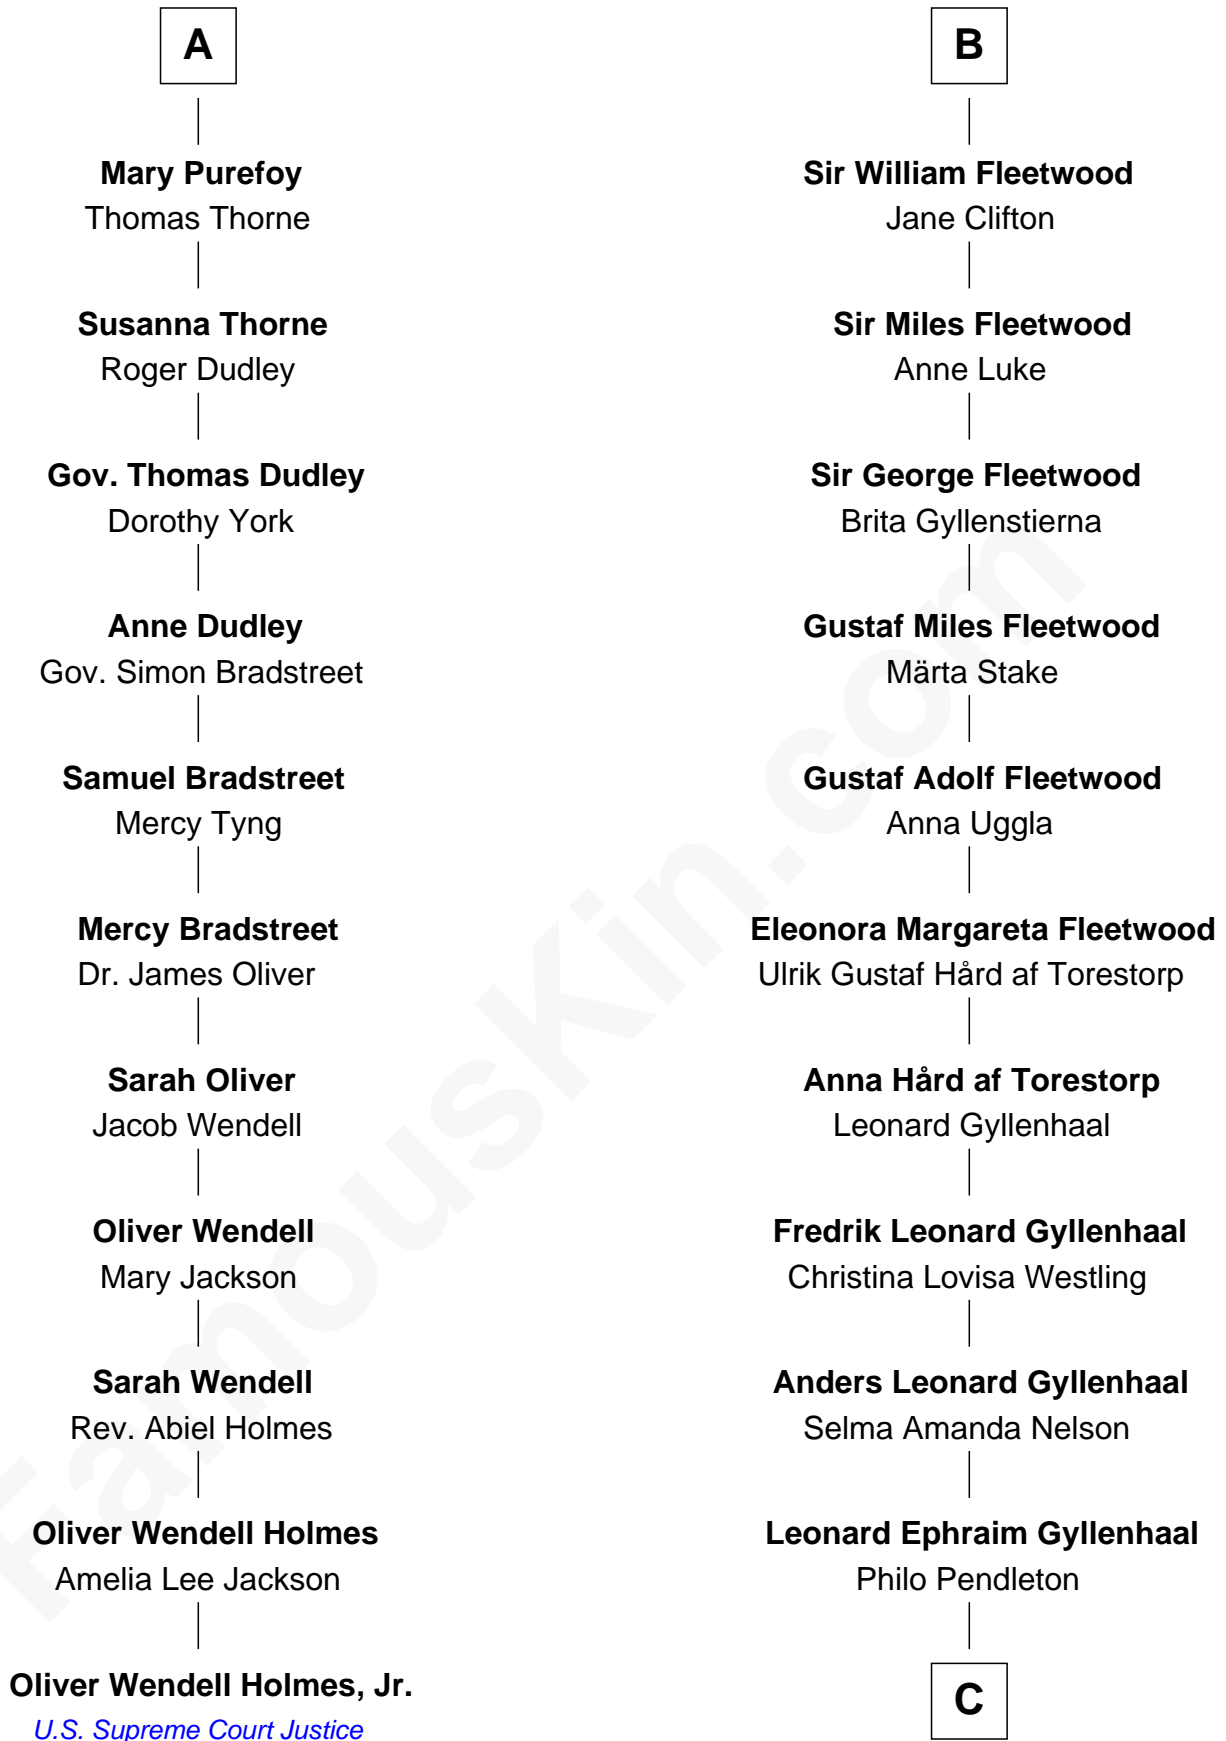 A
Mary Purefoy
Thomas Thorne
Susanna Thorne
Roger Dudley
Gov. Thomas Dudley
Dorothy York
Anne Dudley
Gov. Simon Bradstreet
Samuel Bradstreet
Mercy Tyng
Mercy Bradstreet
Dr. James Oliver
Sarah Oliver
Jacob Wendell
Oliver Wendell
Mary Jackson
Sarah Wendell
Rev. Abiel Holmes
Oliver Wendell Holmes
Amelia Lee Jackson
Oliver Wendell Holmes, Jr.
U.S. Supreme Court Justice
B
Sir William Fleetwood
Jane Clifton
Sir Miles Fleetwood
Anne Luke
Sir George Fleetwood
Brita Gyllenstierna
Gustaf Miles Fleetwood
Märta Stake
Gustaf Adolf Fleetwood
Anna Uggla
Eleonora Margareta Fleetwood
Ulrik Gustaf Hård af Torestorp
Anna Hård af Torestorp
Leonard Gyllenhaal
Fredrik Leonard Gyllenhaal
Christina Lovisa Westling
Anders Leonard Gyllenhaal
Selma Amanda Nelson
Leonard Ephraim Gyllenhaal
Philo Pendleton
C
FamousKin.com